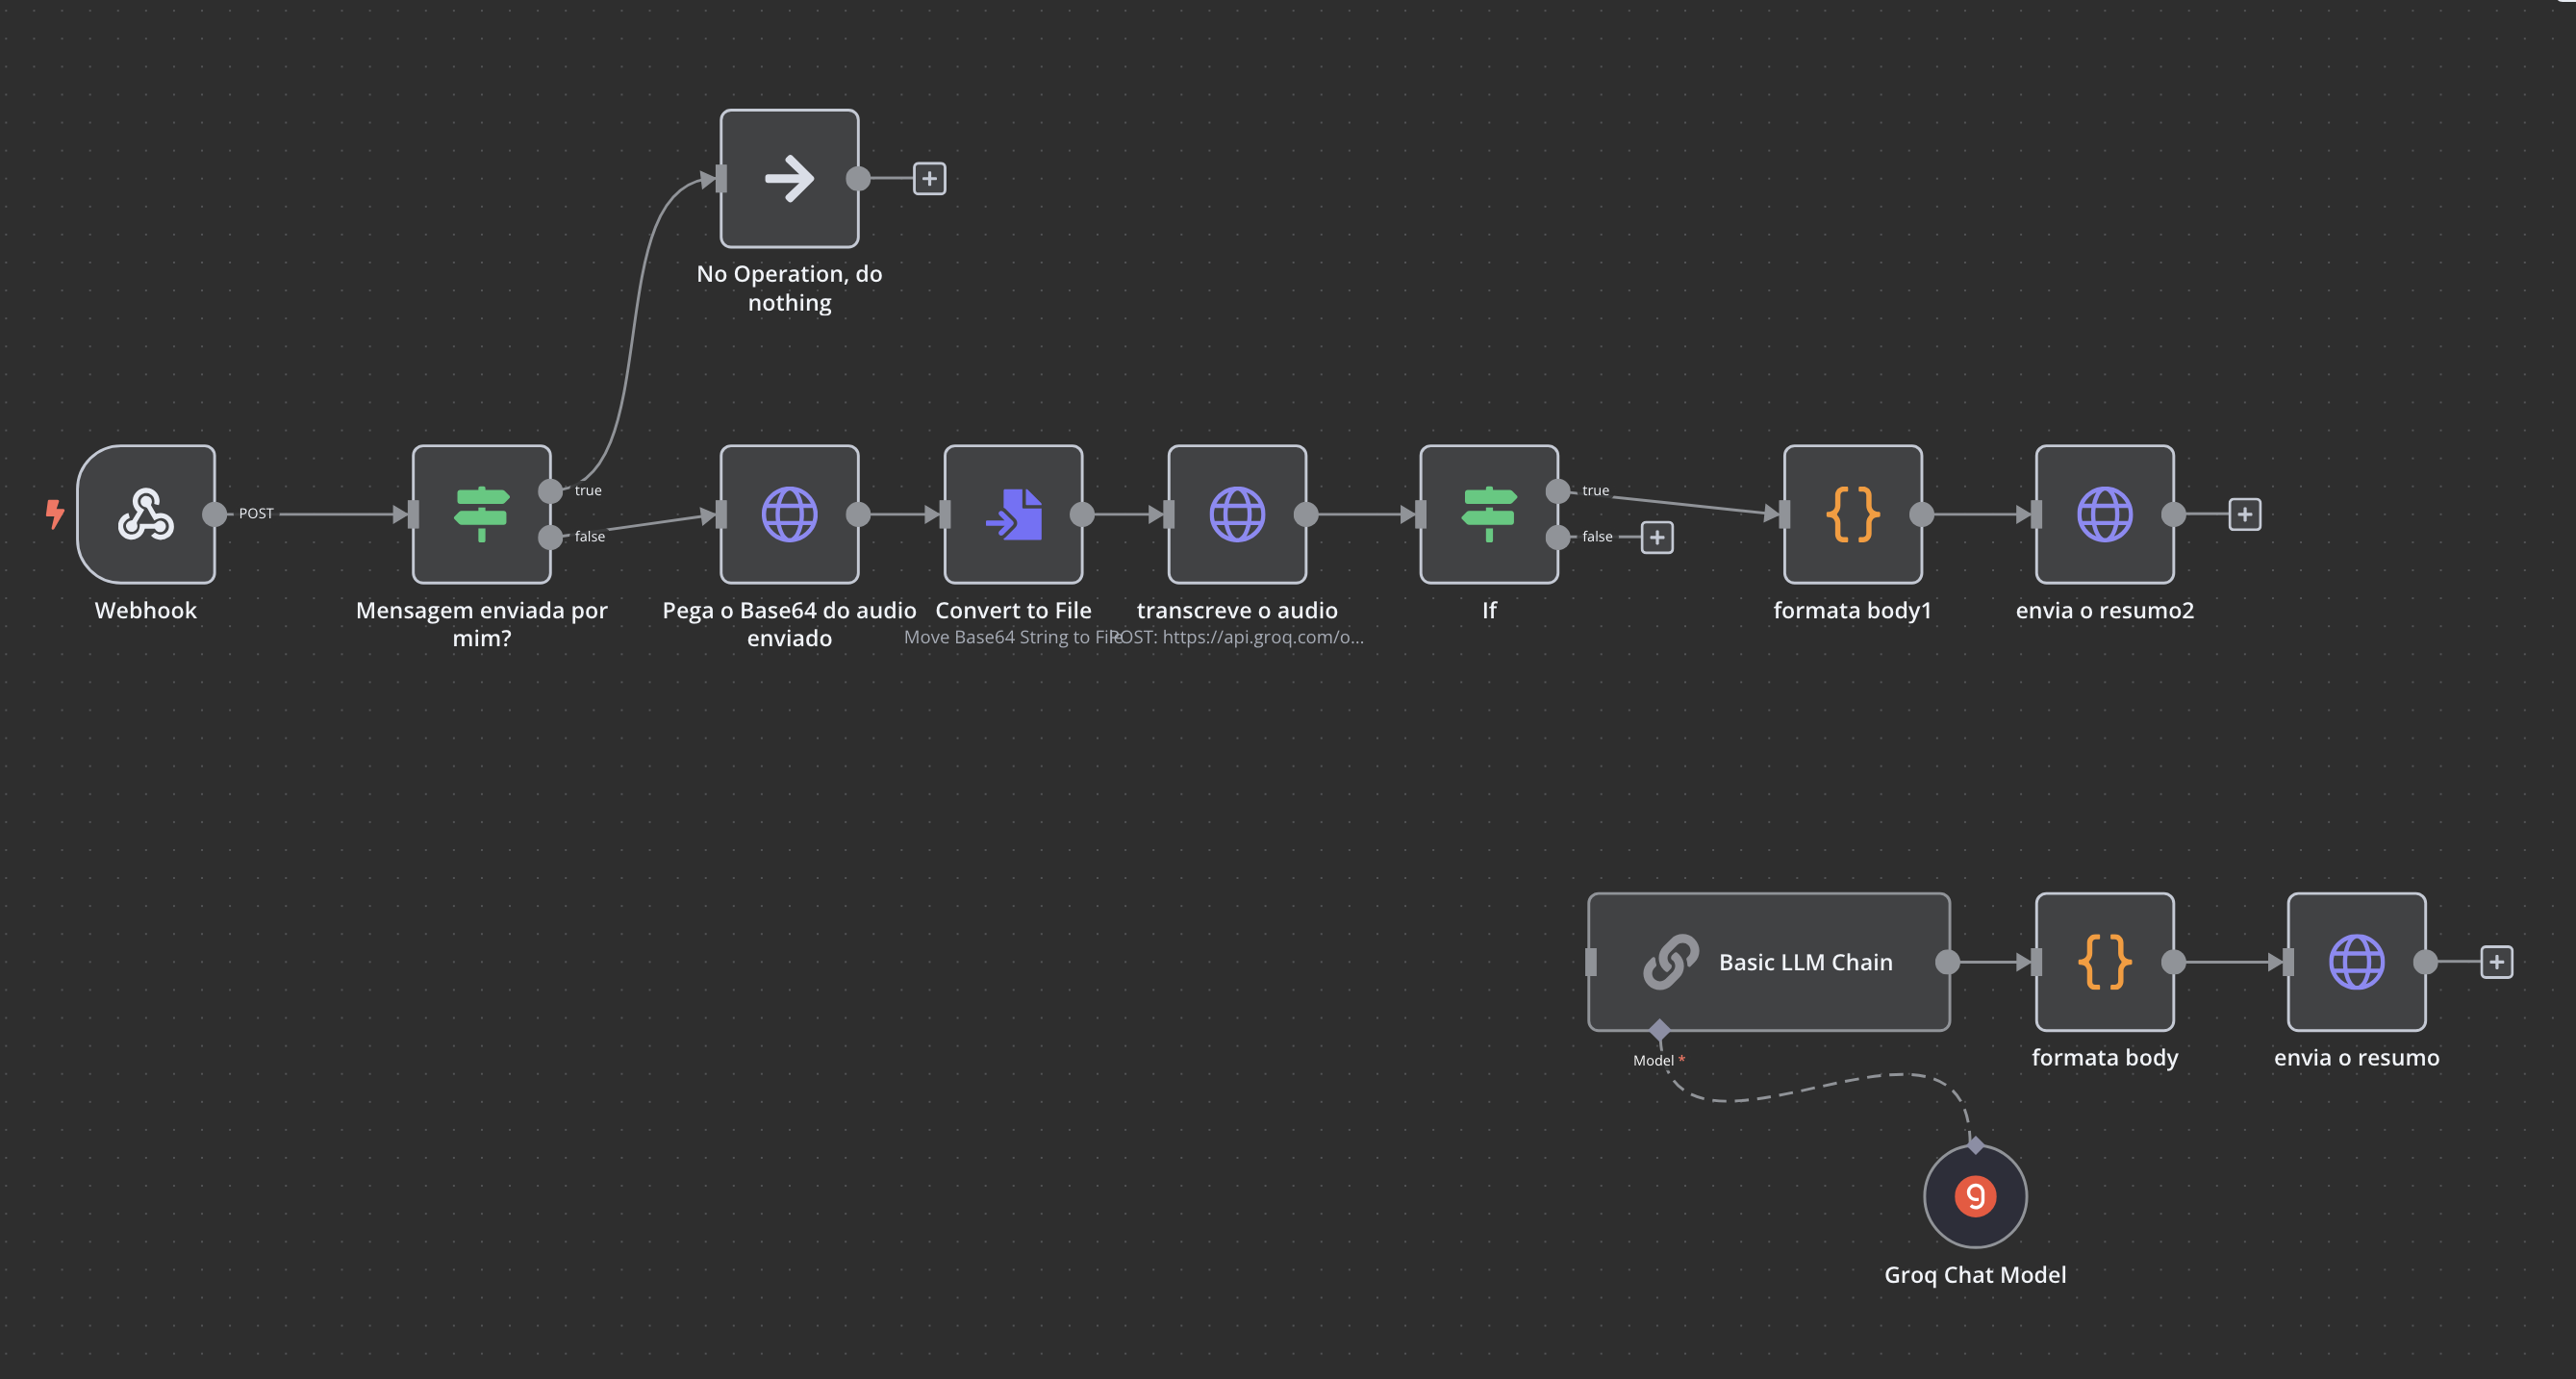 No Operation, do
nothing
POST
true
false
true
false
Webhook
Mensagem enviada por
mim?
Pega o Base64 do audio
enviado
Convert to File
Move Base64 String to File
transcreve o audio
POST: https://api.groq.com/o...
If
formata body1
envia o resumo2
Basic LLM Chain
Model *
formata body
envia o resumo
Groq Chat Model